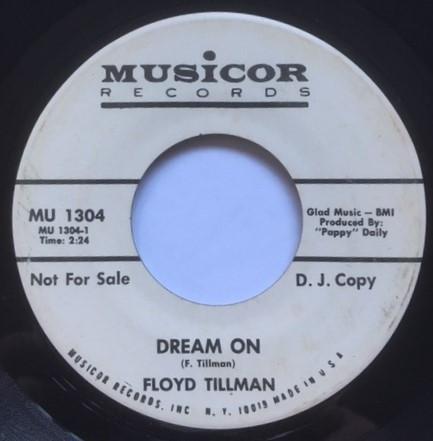 MUSiCOR
RECORDS
MU 1304
MU 1304-1
Time: 2:24
Glad Music — BMI
Produced By:
"Pappy" Daily
Not For Sale
D. J. Copy
DREAM ON
(F. Tillman)
FLOYD TILLMAN
MUSICOR RECORDS, INC N. Y. 10019 MADE IN U S A